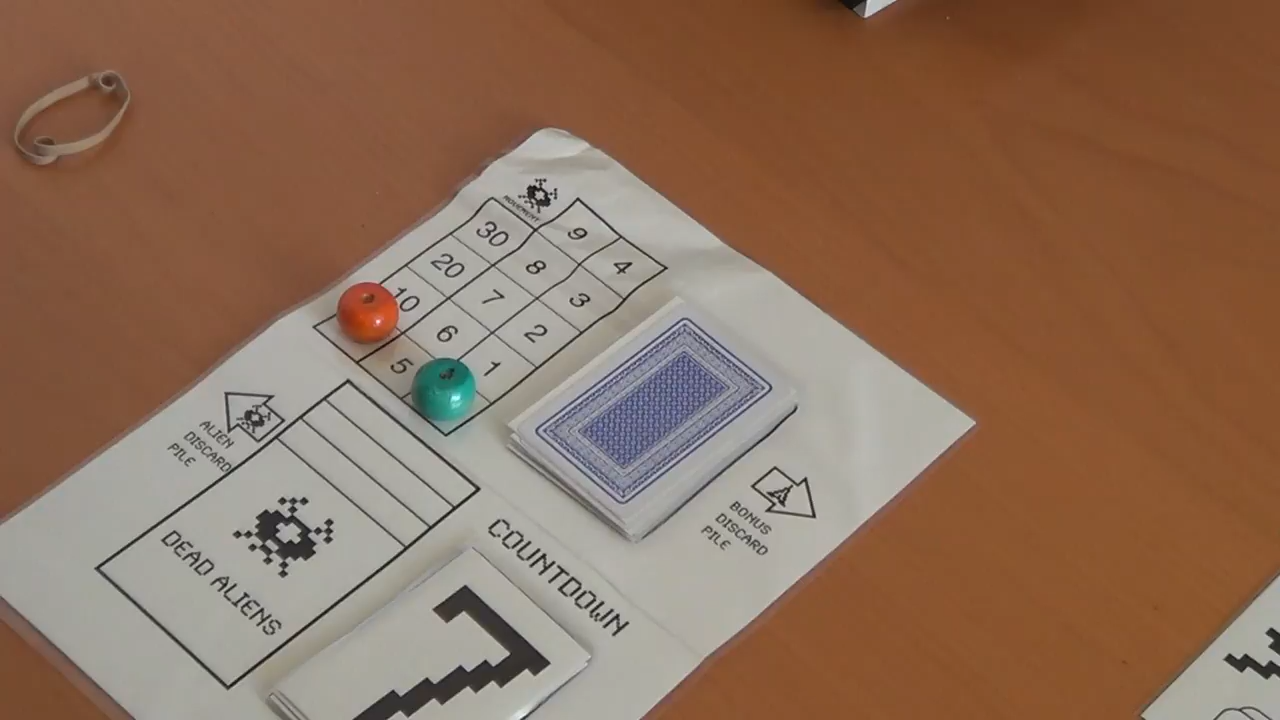 MOVEMENT
30 9
20 8 4
10 7 3
6 2
5 1
ALIEN
DISCARD
PILE
DEAD ALIENS
COUNTDOWN
7
BONUS
DISCARD
PILE